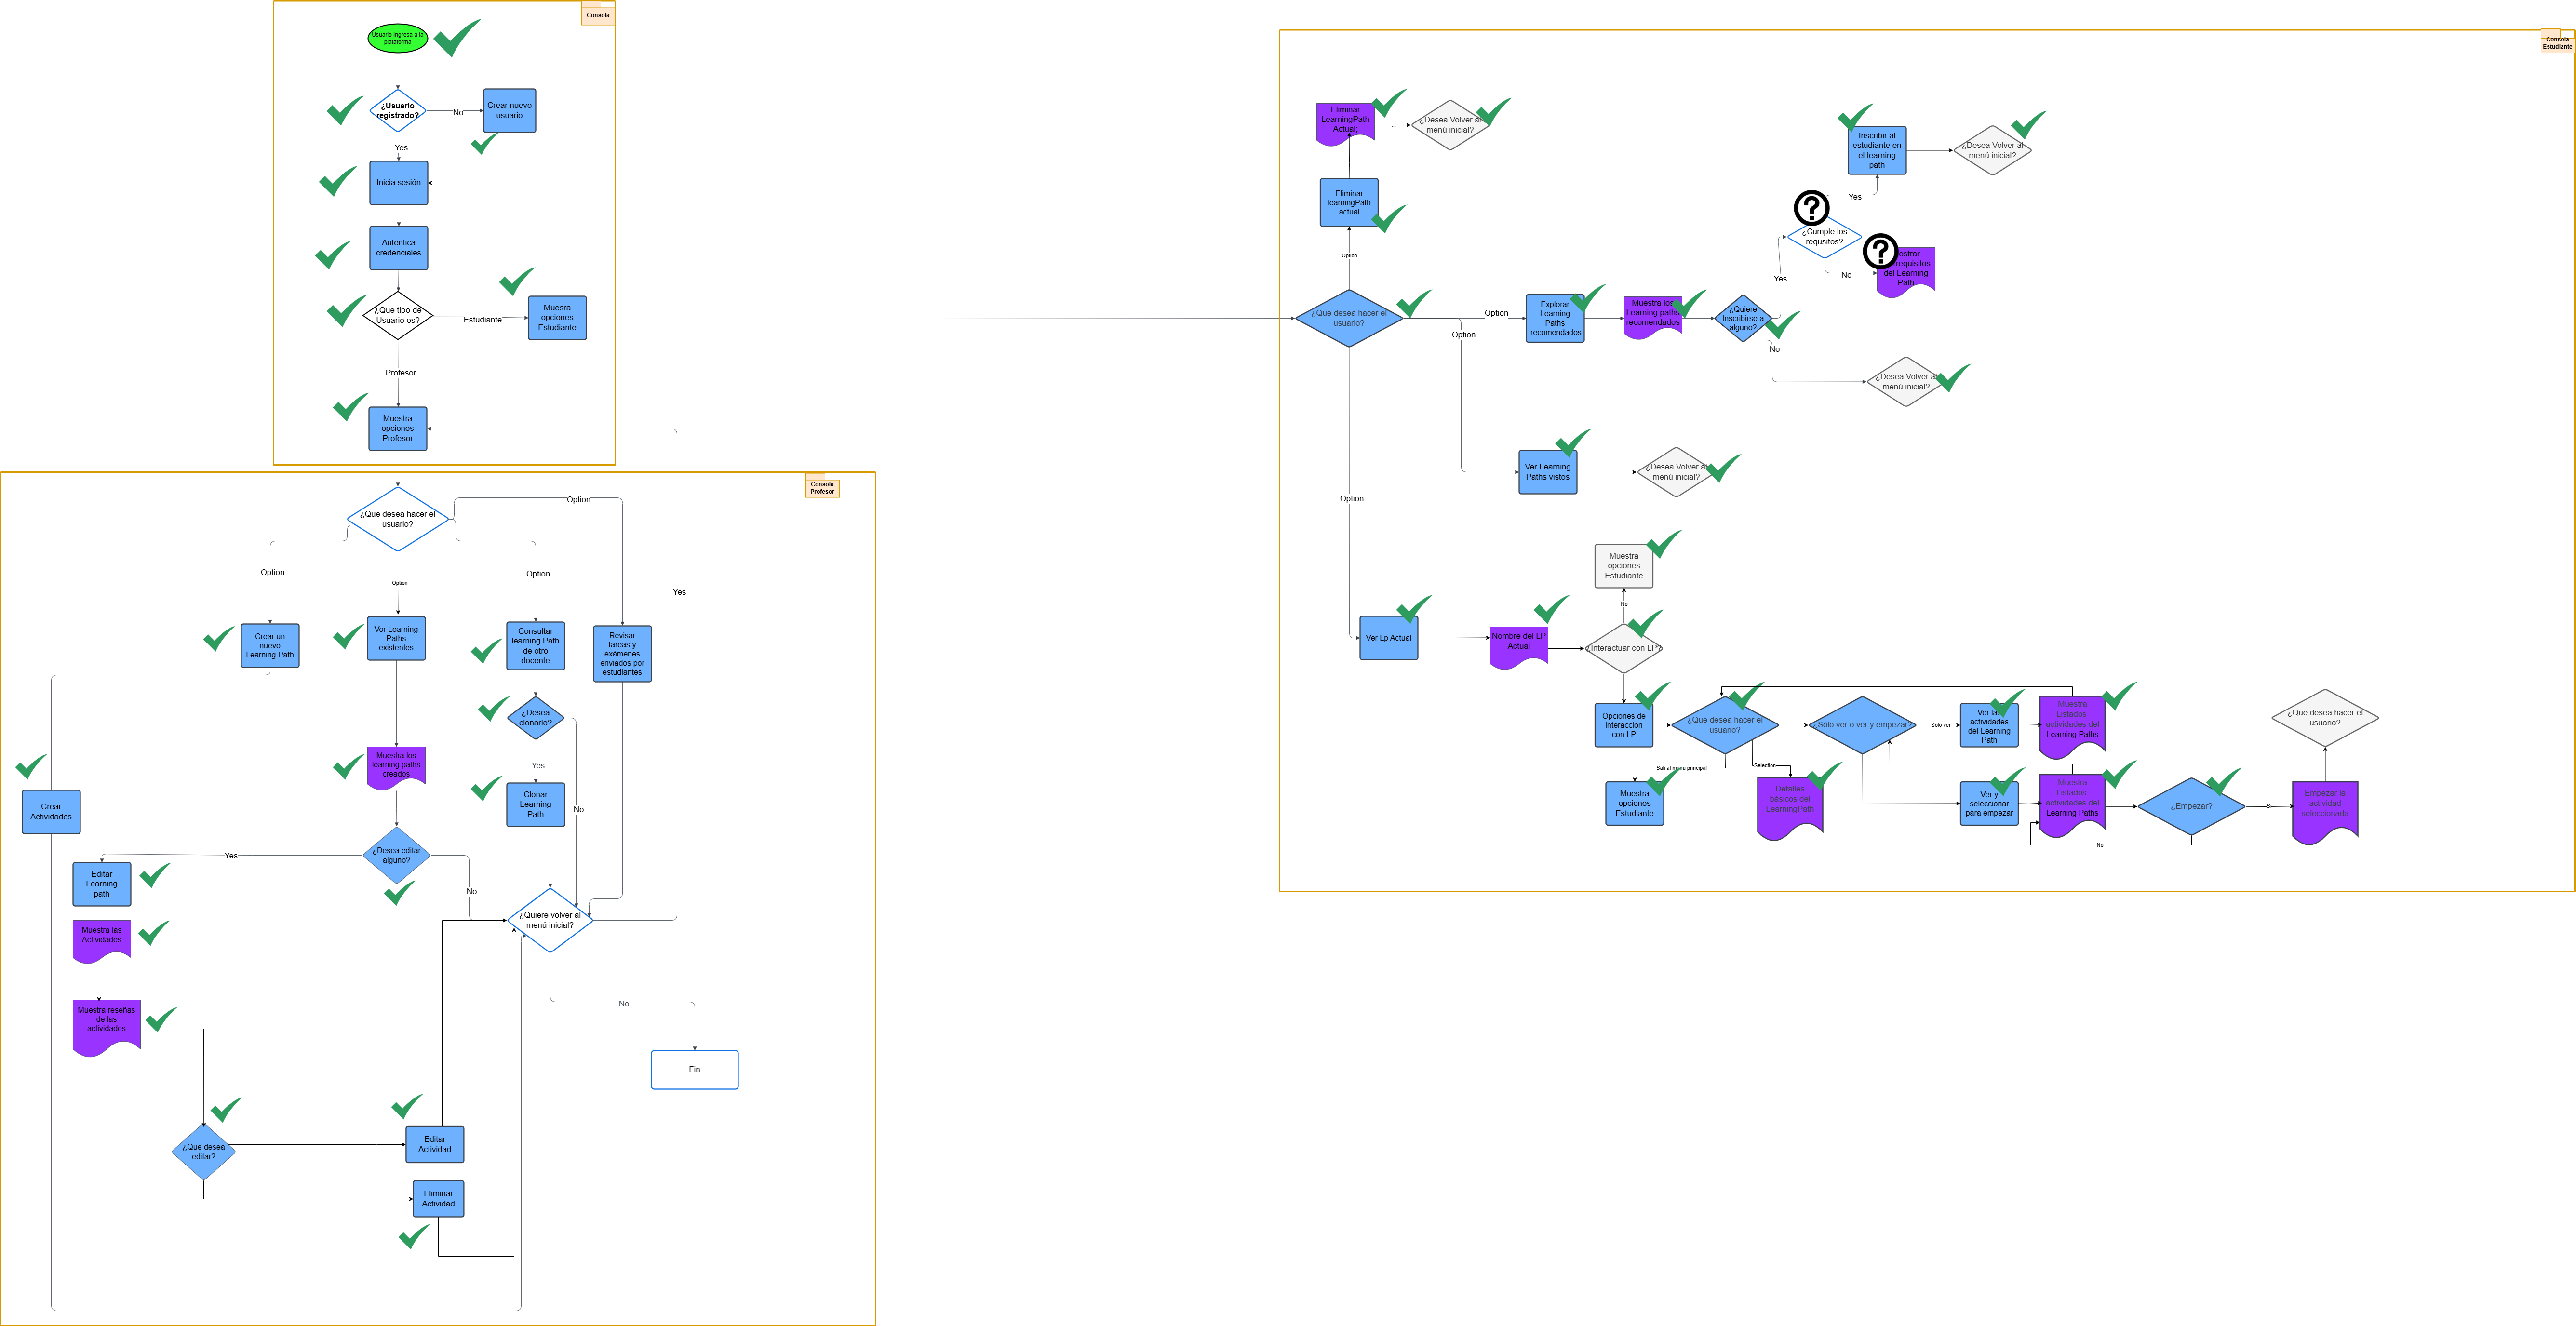 Consola
Usuario Ingresa a la
plataforma
¿Usuario
registrado?
No
Crear nuevo
usuario
Yes
Inicia sesión
Autentica
credenciales
¿Que tipo de
Usuario es?
Estudiante
Muesra
opciones
Estudiante
Profesor
Muestra
opciones
Profesor
Consola
Profesor
¿Que desea hacer el
usuario?
Option
Option
Option
Option
Yes
Crear un
nuevo
Learning Path
Ver Learning
Paths
existentes
Consultar
learning Path
de otro
docente
Revisar
tareas y
exámenes
enviados por
estudiantes
¿Desea
clonarlo?
Yes
No
Muestra los
learning paths
creados
Clonar
Learning
Path
Crear
Actividades
¿Desea editar
alguno?
Yes
No
Editar
Learning
path
¿Quiere volver al
menú inicial?
Muestra las
Actividades
No
Muestra reseñas
de las
actividades
Fin
¿Que desea
editar?
Editar
Actividad
Eliminar
Actividad
Consola
Estudiante
Eliminar
LearningPath
Actual;
¿Desea Volver al
menú inicial?
Eliminar
learningPath
actual
Option
Inscribir al
estudiante en
el learning
path
¿Desea Volver al
menú inicial?
Yes
¿Cumple los
requsitos?
No
del Learning
Path
Yes
¿Que desea hacer el
usuario?
Option
Option
Explorar
Learning
Paths
recomendados
Muestra los
Learning paths
recomendados
¿Quiere
Inscribirse a
alguno?
No
¿Desea Volver al
menú inicial?
Ver Learning
Paths vistos
¿Desea Volver al
menú inicial?
Option
Muestra
opciones
Estudiante
No
Ver Lp Actual
Nombre del LP
Actual
¿Interactuar con LP?
Opciones de
interaccion
con LP
¿Que desea hacer el
usuario?
¿Sólo ver o ver y empezar?
Sólo ver
Ver las
actividades
del Learning
Path
Muestra
Listados
actividades del
Learning Paths
¿Que desea hacer el
usuario?
Sali al menu principal
Selection
Muestra
opciones
Estudiante
Detalles
básicos del
LearningPath
Ver y
seleccionar
para empezar
Muestra
Listados
actividades del
Learning Paths
¿Empezar?
Si
No
Empezar la
actividad
seleccionada